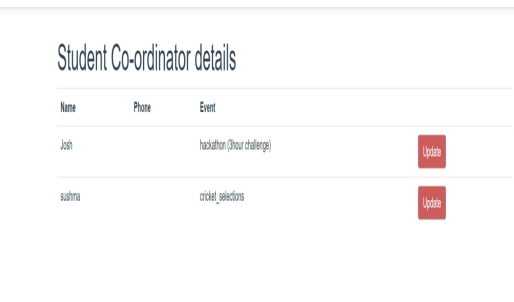 Student Co-ordinator details
Name Phone Event
Josh hackathon (3hour challenge) Update
sushma cricket_selections Update